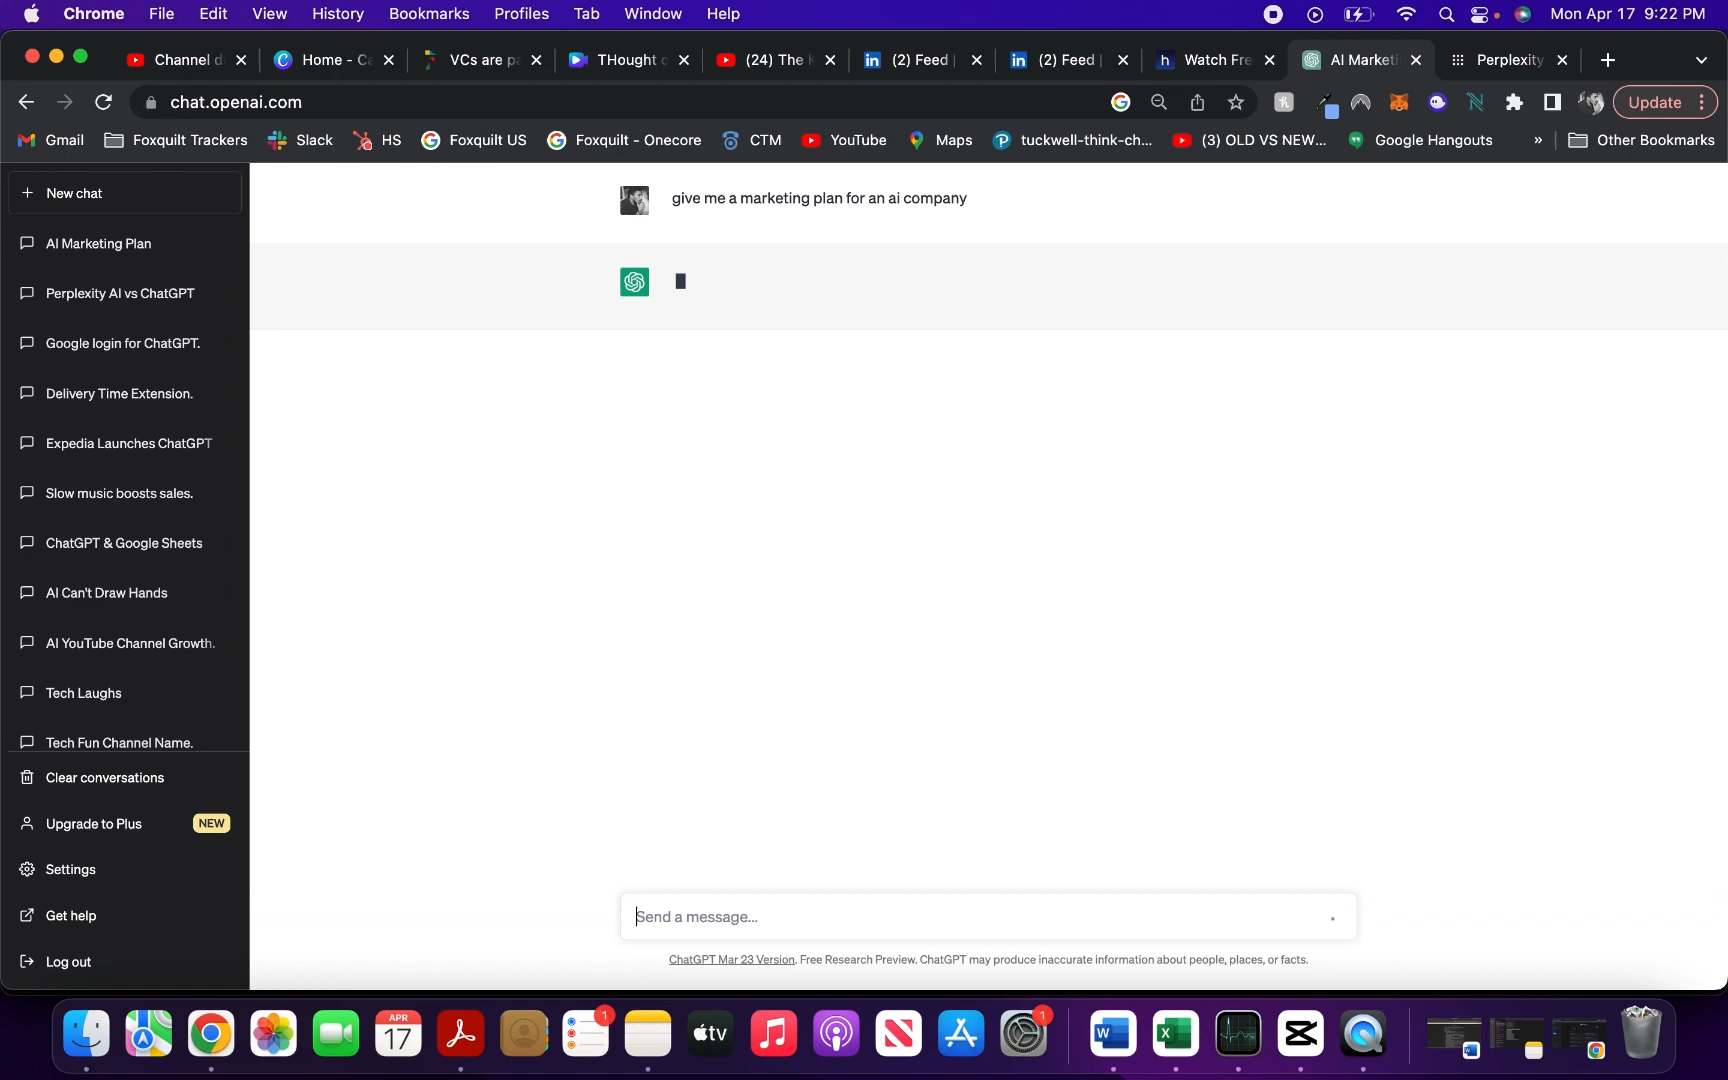 Chrome File Edit View History Bookmarks Profiles Tab Window Help Mon Apr 17 9:22 PM
Channel d Home - Ca VCs are pa THought c (24) The K (2) Feed | (2) Feed | Watch Fre AI Marketi Perplexity
chat.openai.com Update
Gmail Foxquilt Trackers Slack HS Foxquilt US Foxquilt - Onecore CTM YouTube Maps tuckwell-think-ch... (3) OLD VS NEW... Google Hangouts » Other Bookmarks
New chat
give me a marketing plan for an ai company
AI Marketing Plan
Perplexity AI vs ChatGPT
Google login for ChatGPT.
Delivery Time Extension.
Expedia Launches ChatGPT
Slow music boosts sales.
ChatGPT & Google Sheets
AI Can't Draw Hands
AI YouTube Channel Growth.
Tech Laughs
Tech Fun Channel Name.
Clear conversations
Upgrade to Plus NEW
Settings
Get help
Log out
Send a message...
ChatGPT Mar 23 Version. Free Research Preview. ChatGPT may produce inaccurate information about people, places, or facts.
APR
17
1
tv
1
W
X